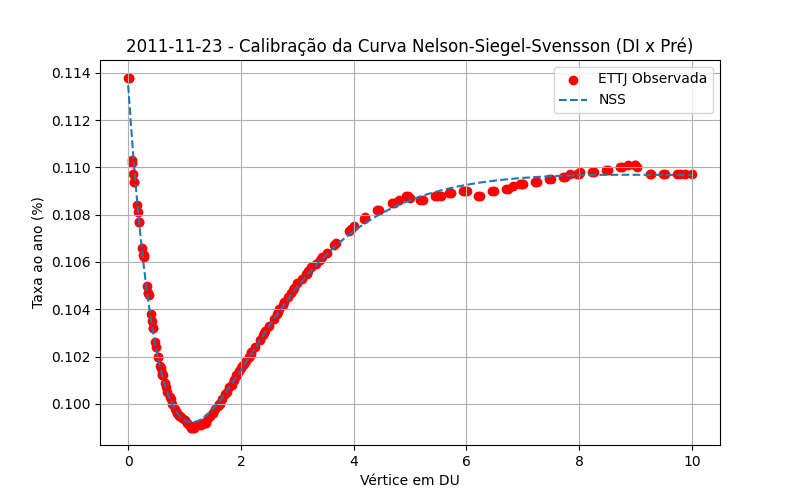 2011-11-23 - Calibração da Curva Nelson-Siegel-Svensson (DI x Pré)
ETTJ Observada
NSS
Taxa ao ano (%)
0.114
0.112
0.110
0.108
0.106
0.104
0.102
0.100
0 2 4 6 8 10
Vértice em DU